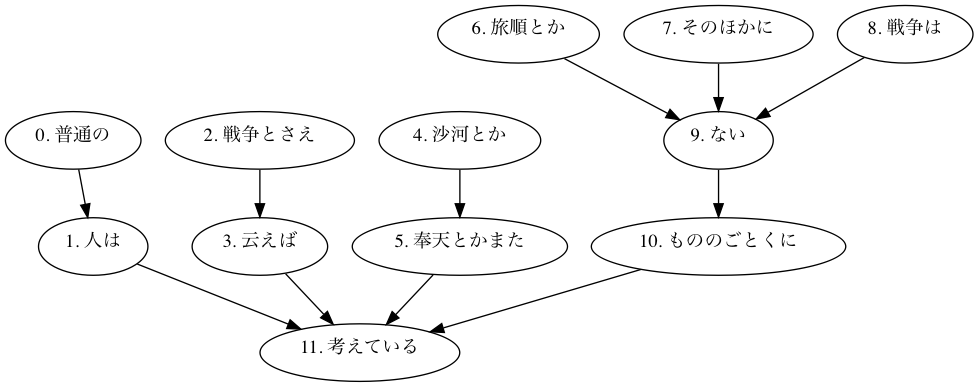 6. 旅順とか
7. そのほかに
8. 戦争は
0. 普通の
2. 戦争とさえ
4. 沙河とか
9. ない
1. 人は
3. 云えば
5. 奉天とかまた
10. もののごとくに
11. 考えている